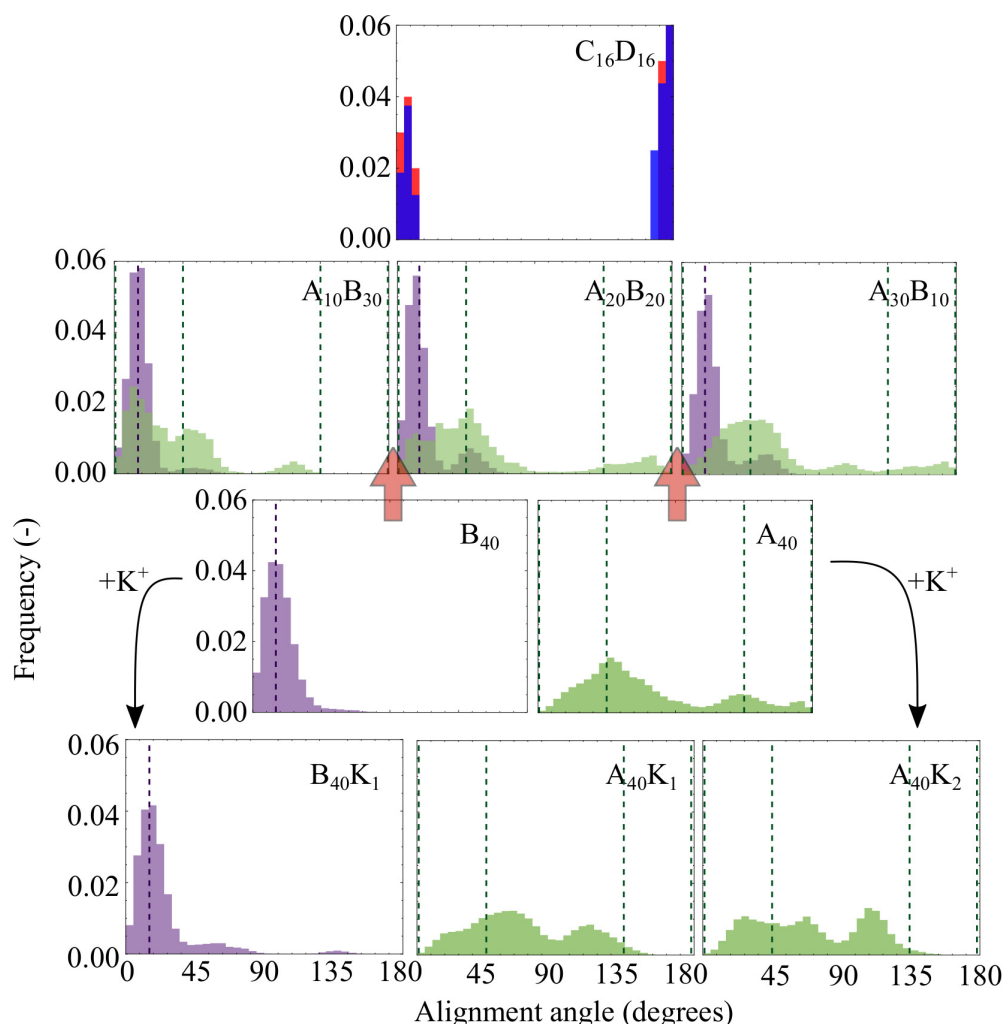 0.06
C₁₆D₁₆
0.04
0.02
0.00
0.06
A₁₀B₃₀
A₂₀B₂₀
A₃₀B₁₀
0.04
0.02
0.00
0.06
B₄₀
A₄₀
+K⁺
0.04
+K⁺
0.02
0.00
Frequency (-)
0.06
B₄₀K₁
A₄₀K₁
A₄₀K₂
0.04
0.02
0.00
0 45 90 135 180 45 90 135 180 45 90 135 180
Alignment angle (degrees)